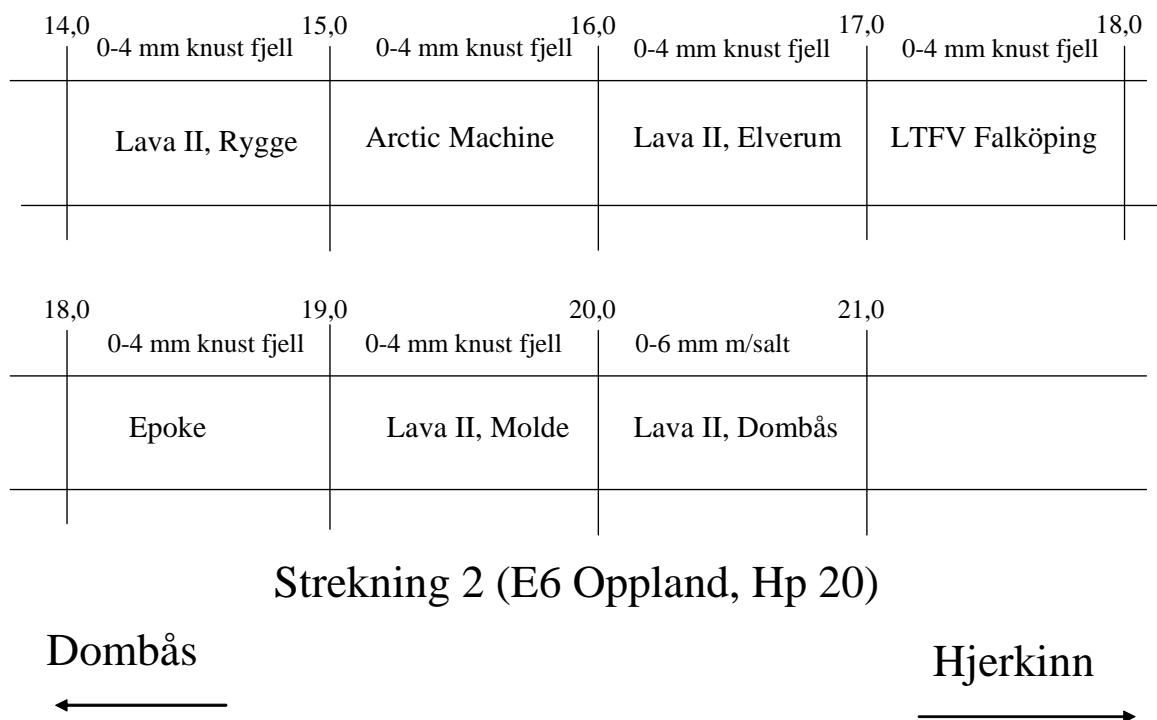 14,0 15,0 16,0 17,0 18,0
0-4 mm knust fjell 0-4 mm knust fjell 0-4 mm knust fjell 0-4 mm knust fjell
Lava II, Rygge Arctic Machine Lava II, Elverum LTFV Falköping
18,0 19,0 20,0 21,0
0-4 mm knust fjell 0-4 mm knust fjell 0-6 mm m/salt
Epoke Lava II, Molde Lava II, Dombås
Strekning 2 (E6 Oppland, Hp 20)
Dombås Hjerkinn